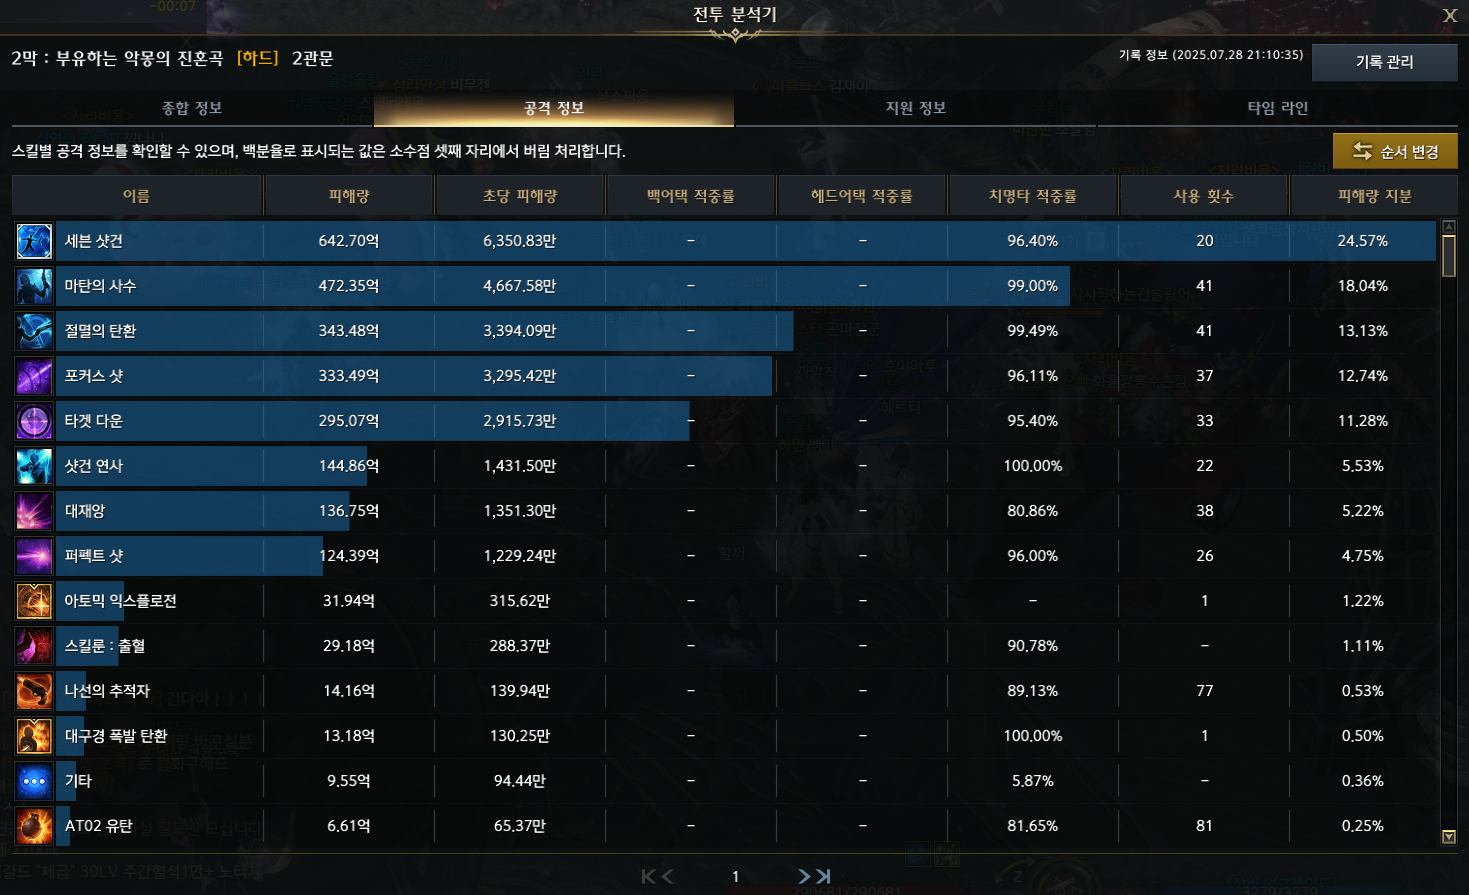 전투 분석기
X
2막 : 부유하는 악몽의 진혼곡 [하드] 2관문
기록 정보 (2025.07.28 21:10:35)
기록 관리
종합 정보 공격 정보 지원 정보 타임 라인
스킬별 공격 정보를 확인할 수 있으며, 백분율로 표시되는 값은 소수점 셋째 자리에서 버림 처리합니다.
순서 변경
이름 피해량 초당 피해량 백어택 적중률 헤드어택 적중률 치명타 적중률 사용 횟수 피해량 지분
세븐 샷건 642.70억 6,350.83만 - - 96.40% 20 24.57%
마탄의 사수 472.35억 4,667.58만 - - 99.00% 41 18.04%
절멸의 탄환 343.48억 3,394.09만 - - 99.49% 41 13.13%
포커스 샷 333.49억 3,295.42만 - - 96.11% 37 12.74%
타겟 다운 295.07억 2,915.73만 - - 95.40% 33 11.28%
샷건 연사 144.86억 1,431.50만 - - 100.00% 22 5.53%
대재앙 136.75억 1,351.30만 - - 80.86% 38 5.22%
퍼펙트 샷 124.39억 1,229.24만 - - 96.00% 26 4.75%
아토믹 익스플로전 31.94억 315.62만 - - - 1 1.22%
스킬룬 : 출혈 29.18억 288.37만 - - 90.78% - 1.11%
나선의 추적자 14.16억 139.94만 - - 89.13% 77 0.53%
대구경 폭발 탄환 13.18억 130.25만 - - 100.00% 1 0.50%
기타 9.55억 94.44만 - - 5.87% - 0.36%
AT02 유탄 6.61억 65.37만 - - 81.65% 81 0.25%
1